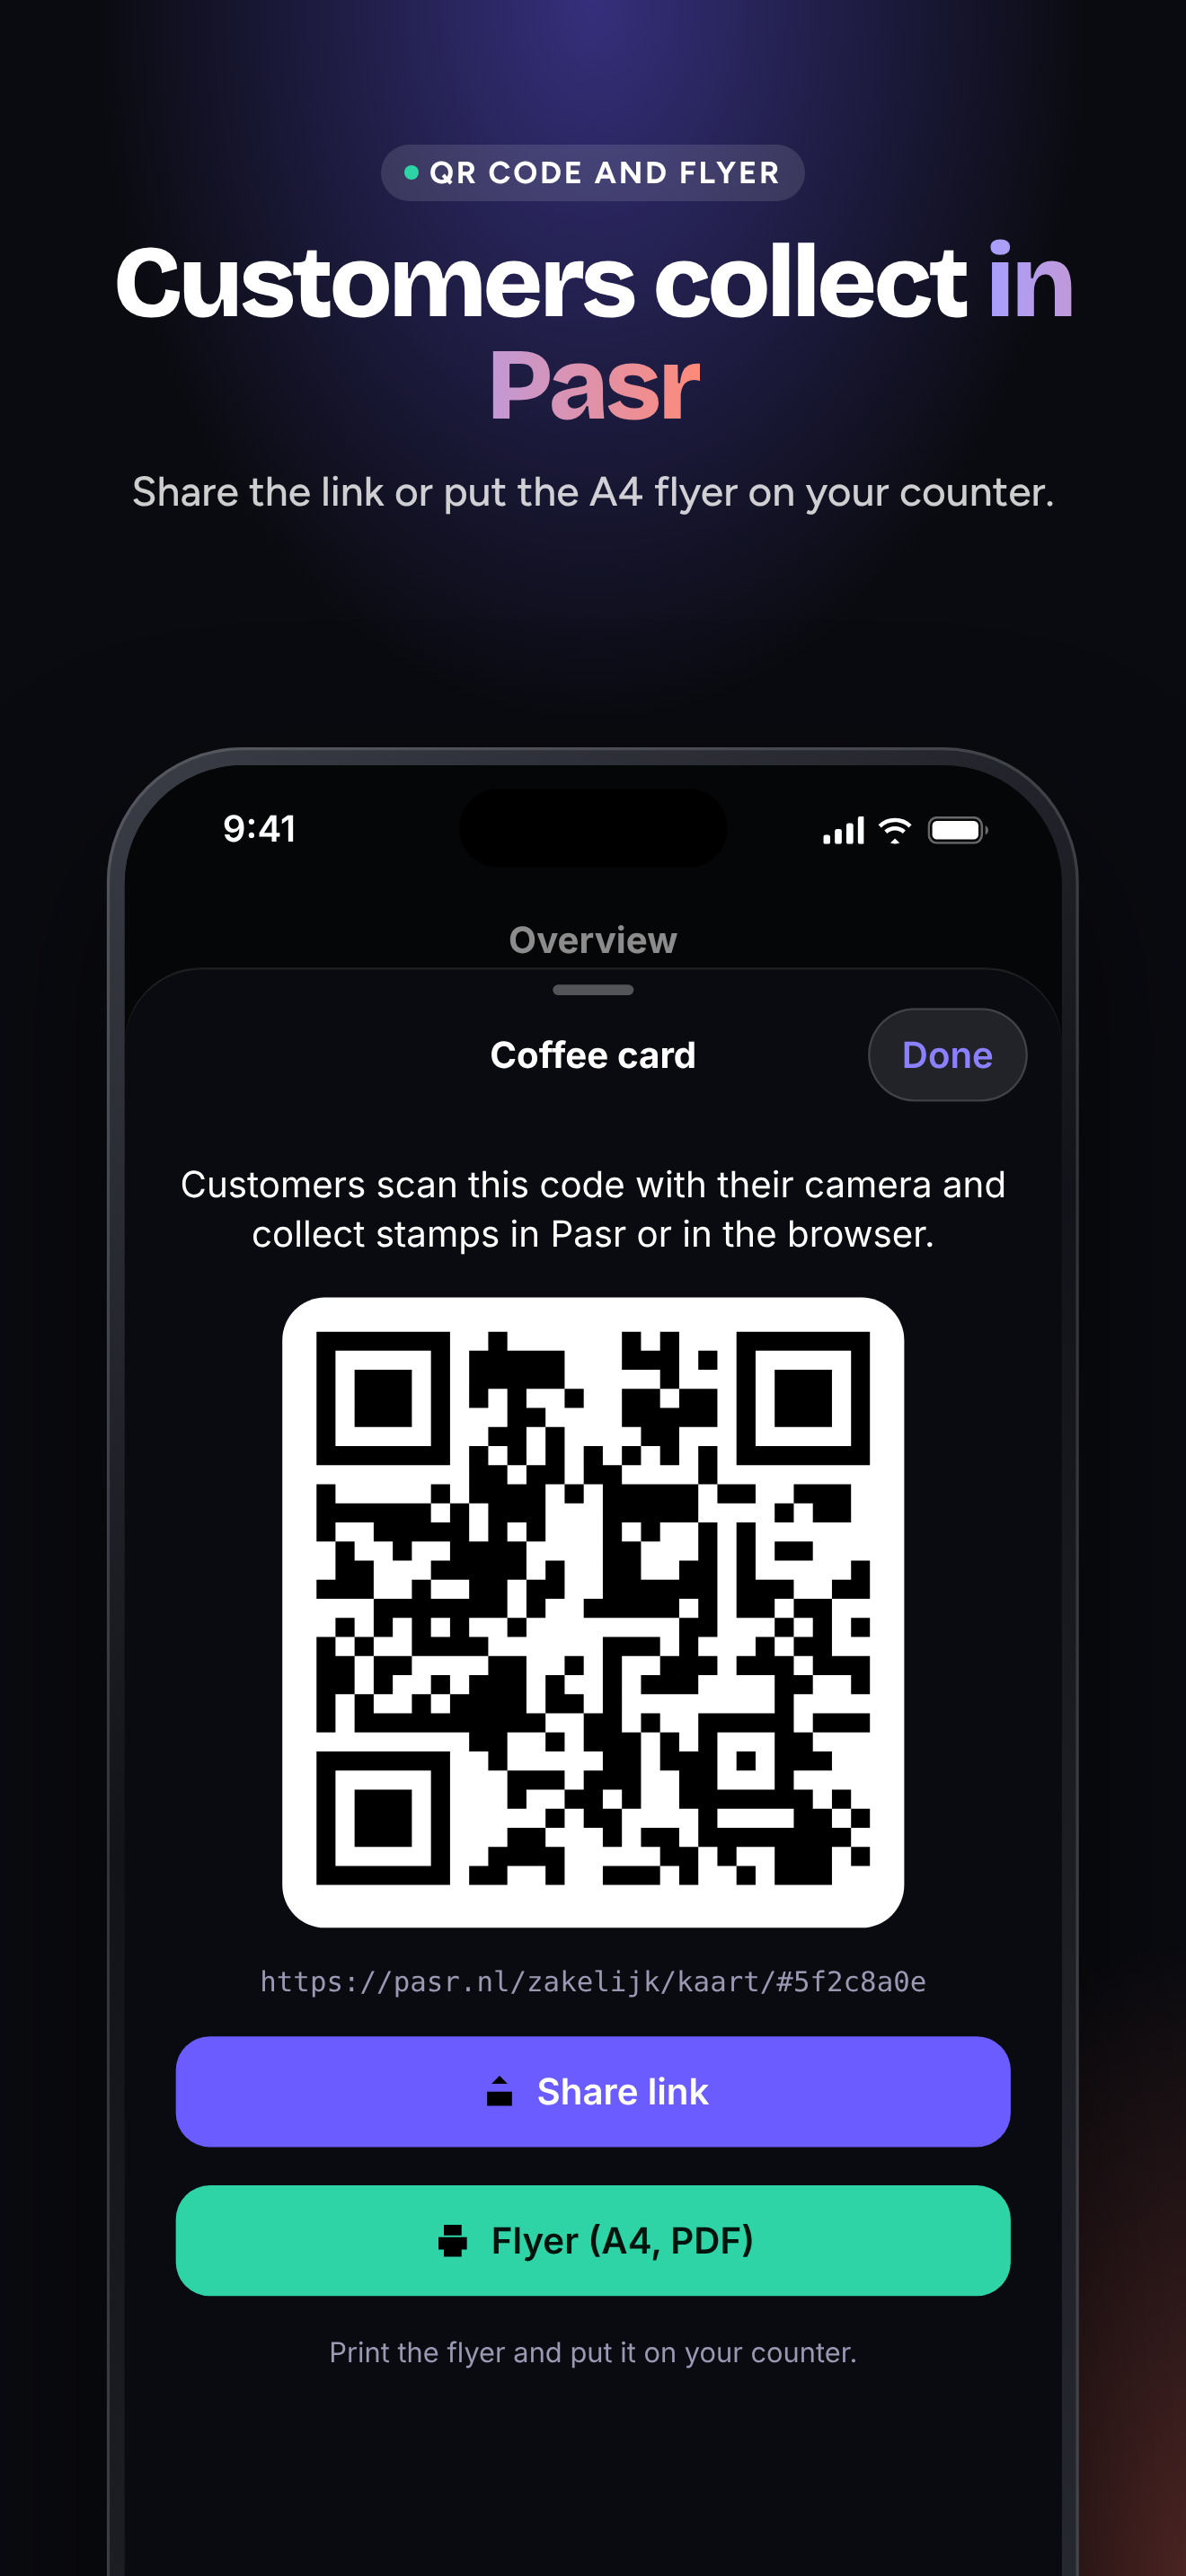 QR CODE AND FLYER
Customers collect in
Pasr
Share the link or put the A4 flyer on your counter.
9:41
Overview
Coffee card
Done
Customers scan this code with their camera and
collect stamps in Pasr or in the browser.
https://pasr.nl/zakelijk/kaart/#5f2c8a0e
Share link
Flyer (A4, PDF)
Print the flyer and put it on your counter.